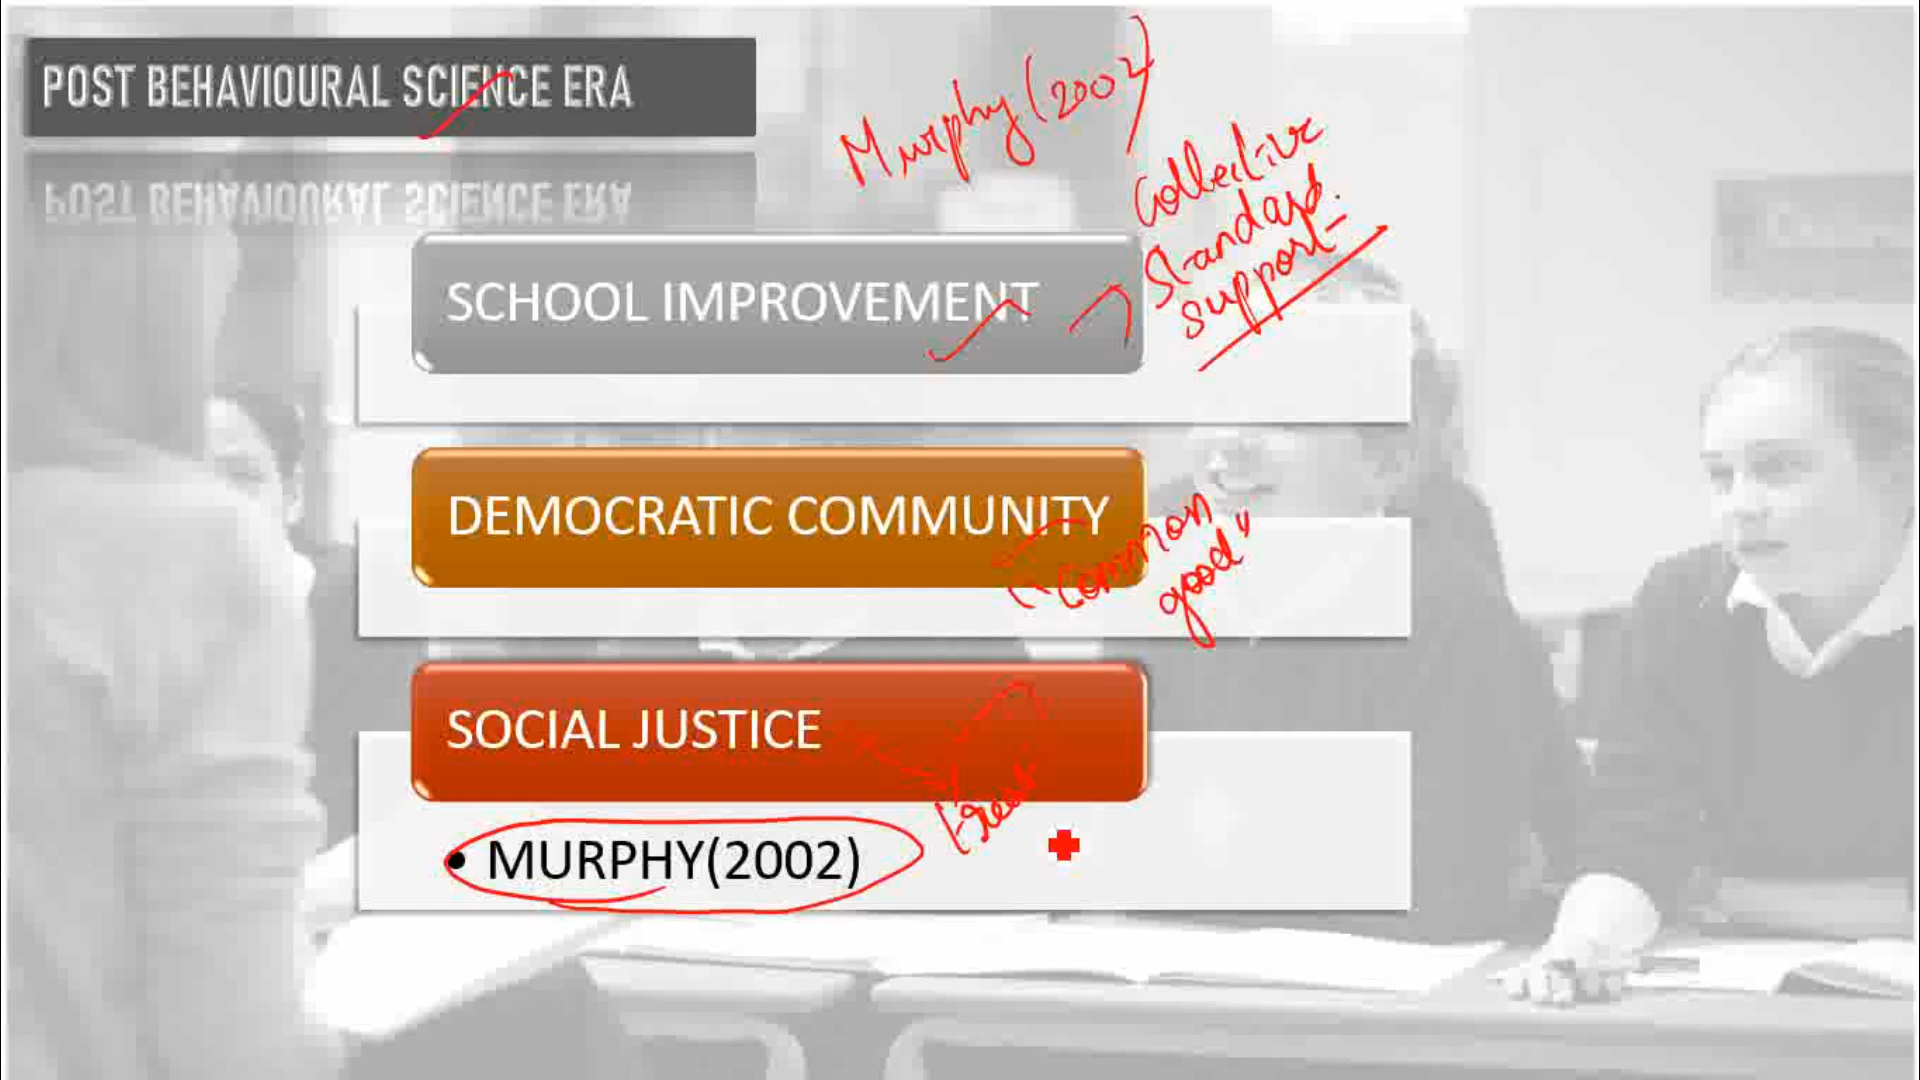 POST BEHAVIOURAL SCIENCE ERA
Murphy (2002)
Collective
Standard.
support
SCHOOL IMPROVEMENT
DEMOCRATIC COMMUNITY
"Common
good"
SOCIAL JUSTICE
• MURPHY(2002)